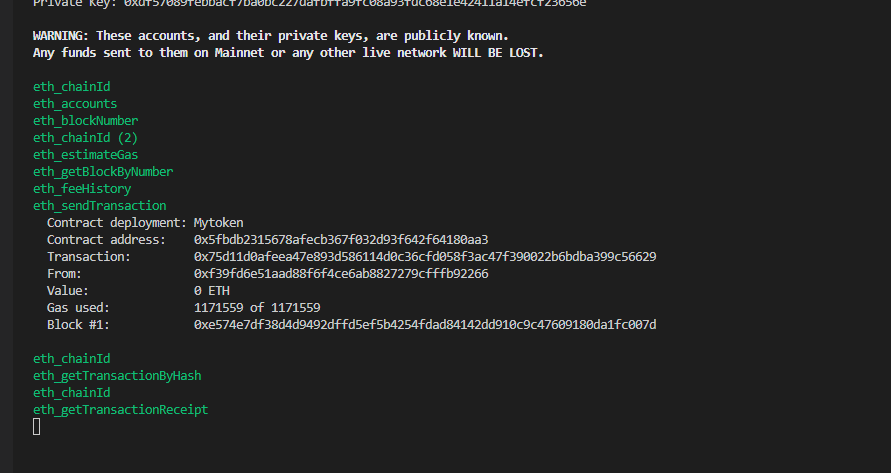 Private Key: 0xdf57089febbacf7ba0bc227dafbffa9fc08a93fdc68e1e42411a14efcf23656e
WARNING: These accounts, and their private keys, are publicly known.
Any funds sent to them on Mainnet or any other live network WILL BE LOST.
eth_chainId
eth_accounts
eth_blockNumber
eth_chainId (2)
eth_estimateGas
eth_getBlockByNumber
eth_feeHistory
eth_sendTransaction
Contract deployment: Mytoken
Contract address: 0x5fbdb2315678afecb367f032d93f642f64180aa3
Transaction: 0x75d11d0afeea47e893d586114d0c36cfd058f3ac47f390022b6bdba399c56629
From: 0xf39fd6e51aad88f6f4ce6ab8827279cfffb92266
Value: 0 ETH
Gas used: 1171559 of 1171559
Block #1: 0xe574e7df38d4d9492dffd5ef5b4254fdad84142dd910c9c47609180da1fc007d
eth_chainId
eth_getTransactionByHash
eth_chainId
eth_getTransactionReceipt